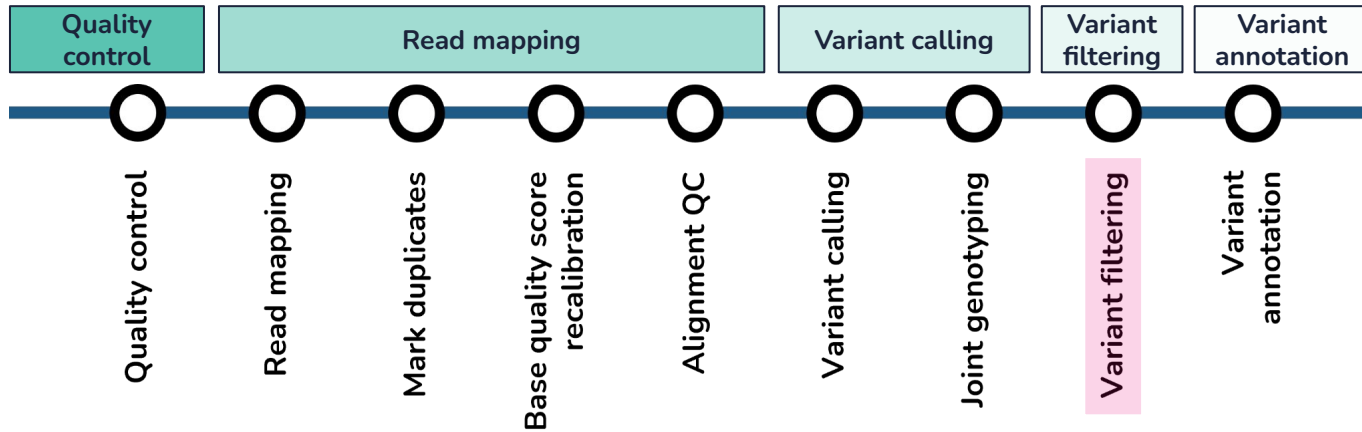 Quality
control
Read mapping
Variant calling
Variant
filtering
Variant
annotation
Quality control
Read mapping
Mark duplicates
Base quality score
recalibration
Alignment QC
Variant calling
Joint genotyping
Variant filtering
Variant
annotation